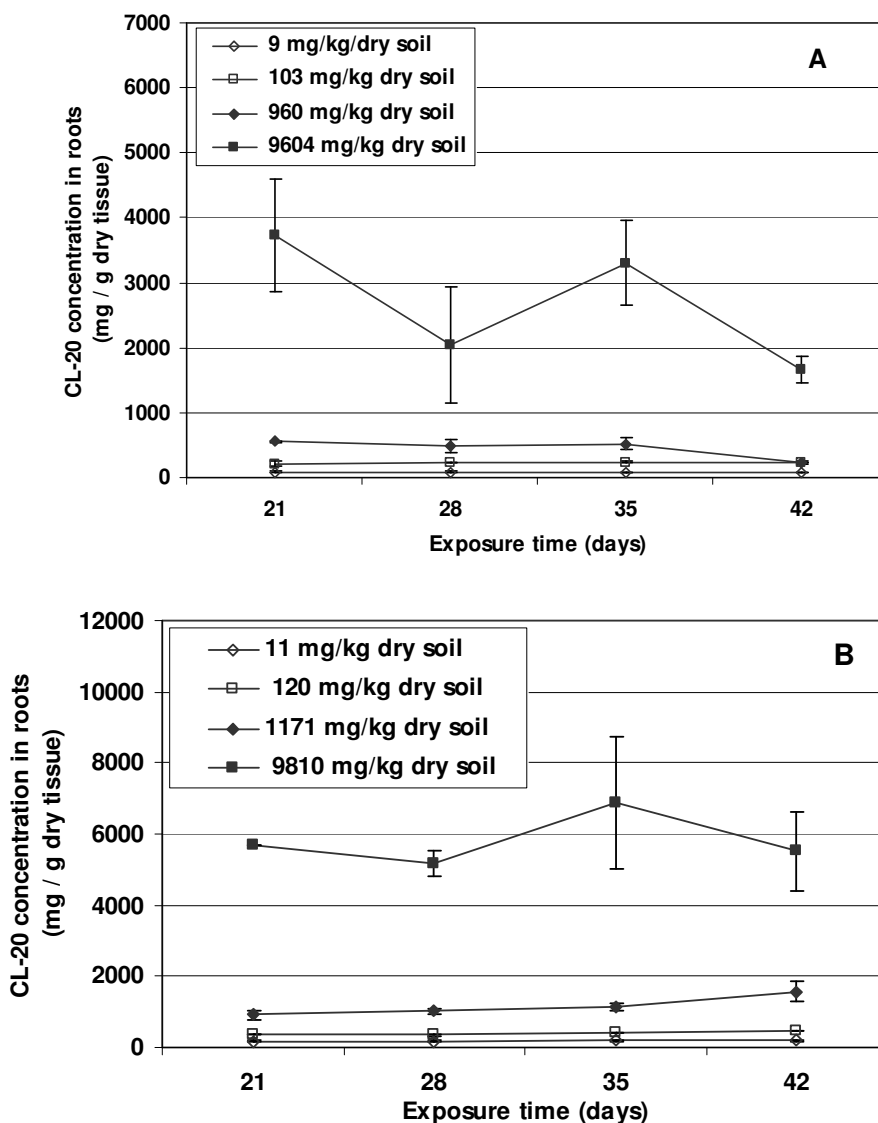 7000
6000
5000
4000
3000
2000
1000
0
9 mg/kg/dry soil
103 mg/kg dry soil
960 mg/kg dry soil
9604 mg/kg dry soil
A
CL-20 concentration in roots
(mg / g dry tissue)
21 28 35 42
Exposure time (days)
12000
10000
8000
6000
4000
2000
0
11 mg/kg dry soil
120 mg/kg dry soil
1171 mg/kg dry soil
9810 mg/kg dry soil
B
CL-20 concentration in roots
(mg / g dry tissue)
21 28 35 42
Exposure time (days)